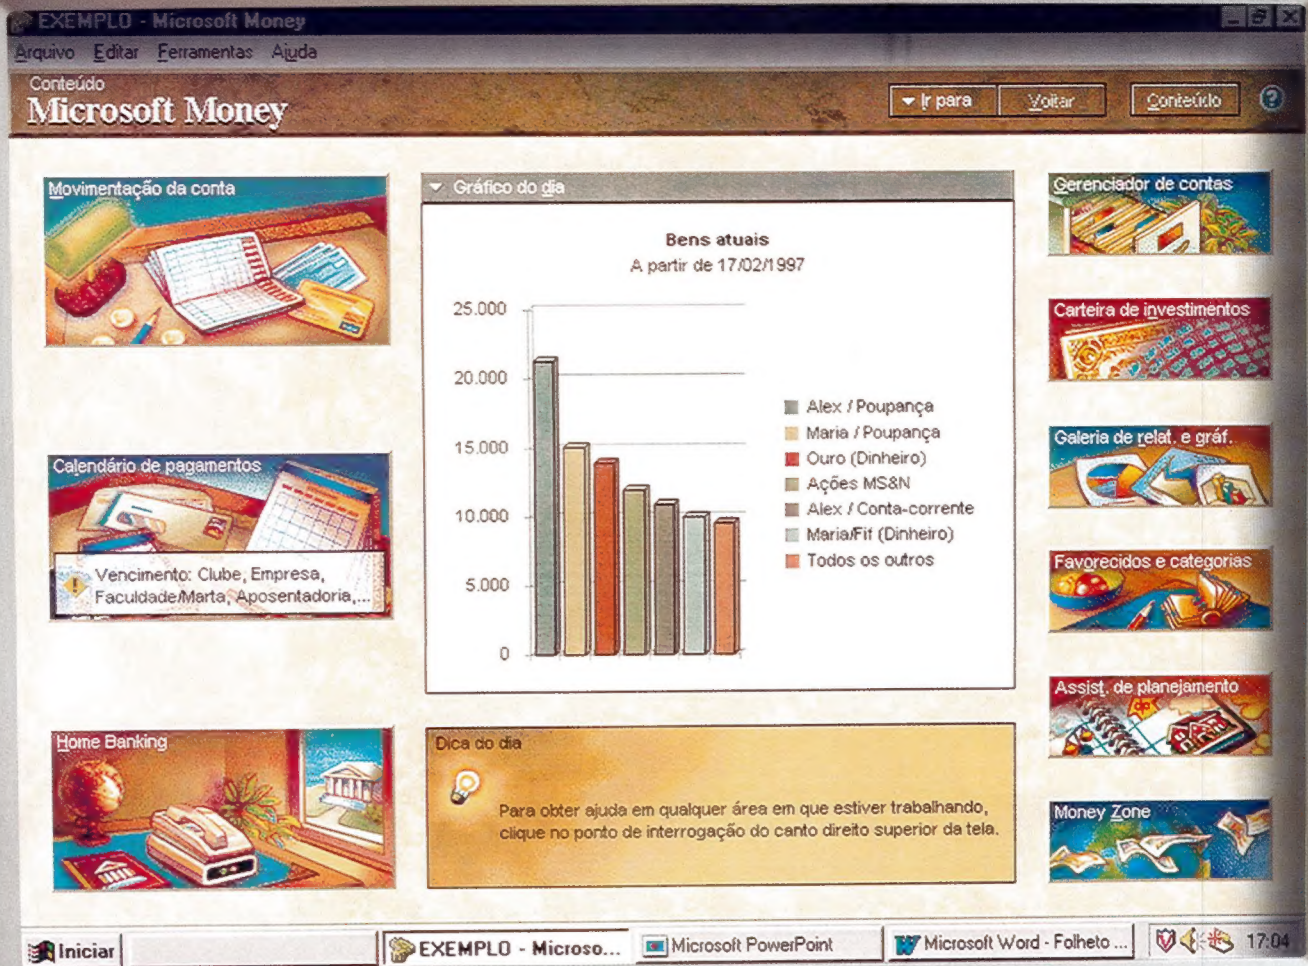 EXEMPLO - Microsoft Money
Arquivo Editar Ferramentas Ajuda
Conteúdo
Microsoft Money
Ir para Voltar Conteúdo
Movimentação da conta
Calendário de pagamentos
Vencimento: Clube, Empresa,
Faculdade/Marta, Aposentadoria,...
Home Banking
Gráfico do dia
Bens atuais
A partir de 17/02/1997
25.000
20.000
15.000
10.000
5.000
0
Alex / Poupança
Maria / Poupança
Ouro (Dinheiro)
Ações MS&N
Alex / Conta-corrente
Maria/Fif (Dinheiro)
Todos os outros
Dica do dia
Para obter ajuda em qualquer área em que estiver trabalhando,
clique no ponto de interrogação do canto direito superior da tela.
Gerenciador de contas
Carteira de investimentos
Galeria de relat. e gráf.
Favorecidos e categorias
Assist. de planejamento
Money Zone
Iniciar EXEMPLO - Microso... Microsoft PowerPoint Microsoft Word - Folheto ... 17:04